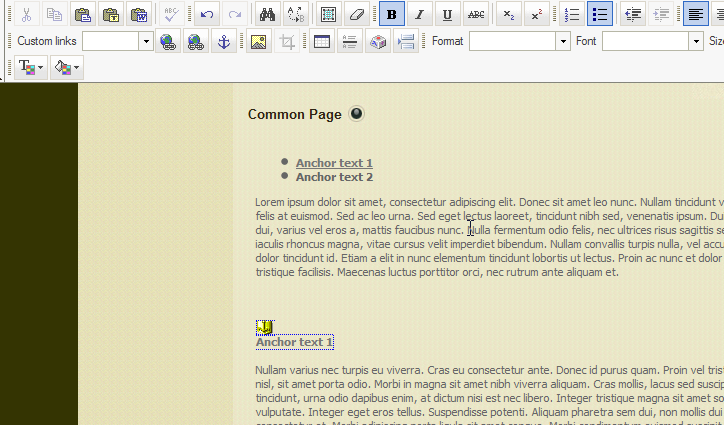 B I U ABC x₂ x²
Custom links Format Font Size
T
Common Page
Anchor text 1
Anchor text 2
Lorem ipsum dolor sit amet, consectetur adipiscing elit. Donec sit amet leo nunc. Nullam tincidunt v
felis at euismod. Sed ac leo urna. Sed eget lectus laoreet, tincidunt nibh sed, venenatis ipsum. Du
dui, varius vel eros a, mattis faucibus nunc. Nulla fermentum odio felis, nec ultrices risus sagittis se
iaculis rhoncus magna, vitae cursus velit imperdiet bibendum. Nullam convallis turpis nulla, vel accu
dolor tincidunt id. Etiam a elit in nunc elementum tincidunt lobortis ut lectus. Proin ac nunc et dolor
tristique facilisis. Maecenas luctus porttitor orci, nec rutrum ante aliquam et.
Anchor text 1
Nullam varius nec turpis eu viverra. Cras eu consectetur ante. Donec id purus quam. Proin vel trist
nisl, sit amet porta odio. Morbi in magna sit amet nibh viverra aliquam. Cras mollis, lacus sed suscip
tincidunt, urna odio dapibus enim, at dictum nisi est nec libero. Integer tristique magna sit amet so
vulputate. Integer eget eros tellus. Suspendisse potenti. Aliquam pharetra sem dui, non mollis dui